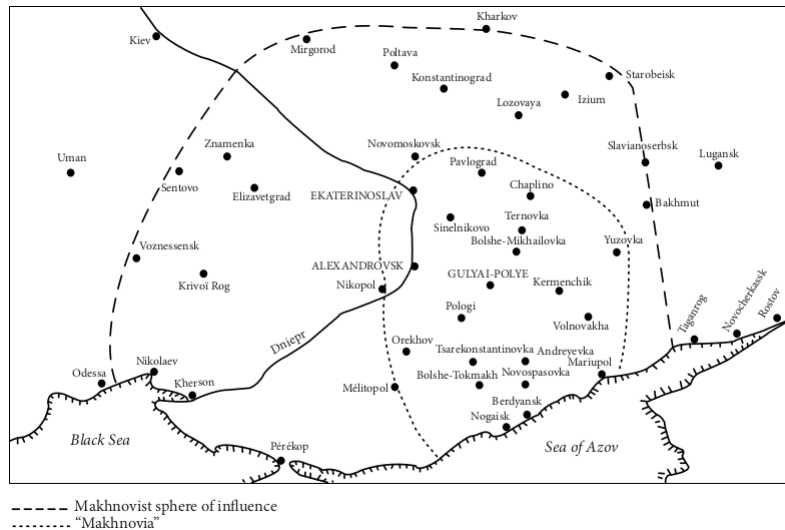 Kharkov
Kiev
Mirgorod
Poltava
Konstantinograd
Starobeisk
Izium
Lozovaya
Znamenka
Novomoskovsk
Slavianoserbsk
Uman
Pavlograd
Lugansk
Sentovo
Elizavetgrad
EKATERINOSLAV
Chaplino
Bakhmut
Sinelnikovo
Ternovka
Bolshe-Mikhailovka
Yuzovka
Voznessensk
ALEXANDROVSK
Krivoï Rog
Nikopol
GULYAI-POLYE
Kermenchik
Pologi
Volnovakha
Taganrog
Novocherkassk
Rostov
Dniepr
Orekhov
Tsarekonstantinovka
Andreyevka
Nikolaev
Odessa
Kherson
Mélitopol
Bolshe-Tokmakh
Novospasovka
Mariupol
Berdyansk
Nogaisk
Black Sea
Pérékop
Sea of Azov
Makhnovist sphere of influence
“Makhnovia”